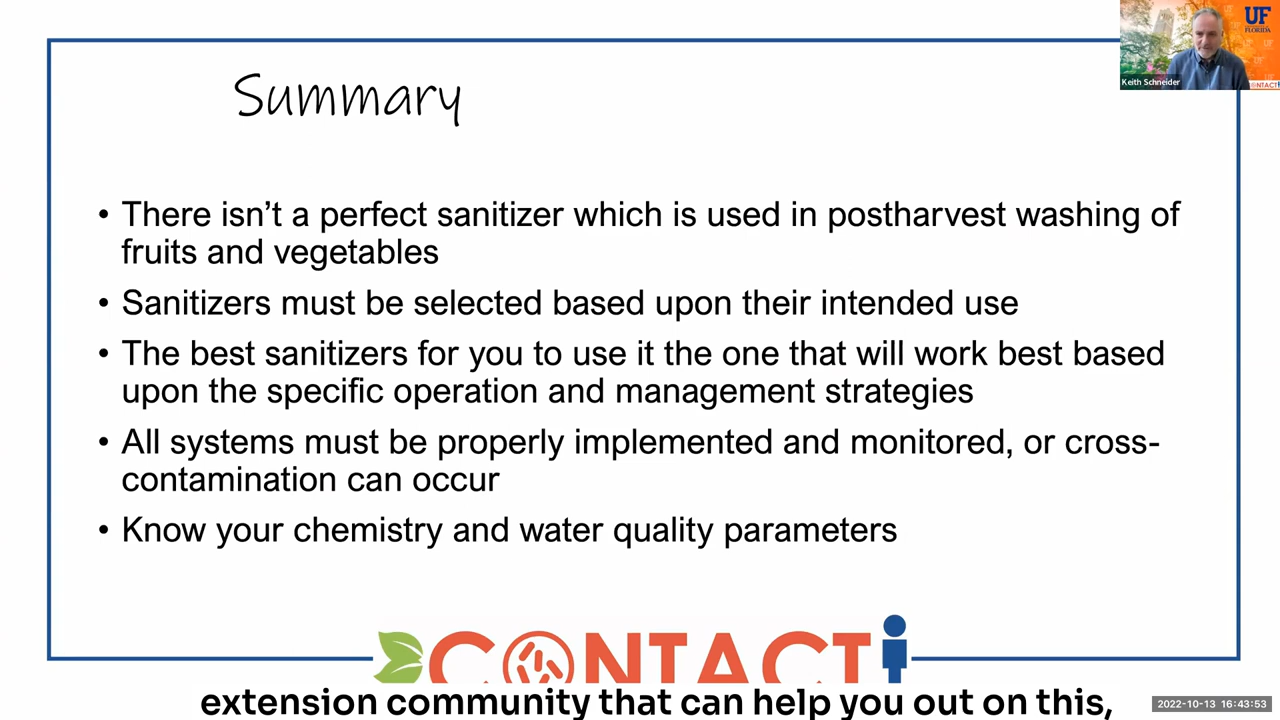 UF
FLORIDA
Keith Schneider
Summary
• There isn’t a perfect sanitizer which is used in postharvest washing of
fruits and vegetables
• Sanitizers must be selected based upon their intended use
• The best sanitizers for you to use it the one that will work best based
upon the specific operation and management strategies
• All systems must be properly implemented and monitored, or cross-
contamination can occur
• Know your chemistry and water quality parameters
CONTACT
extension community that can help you out on this,
2022-10-13 16:43:53